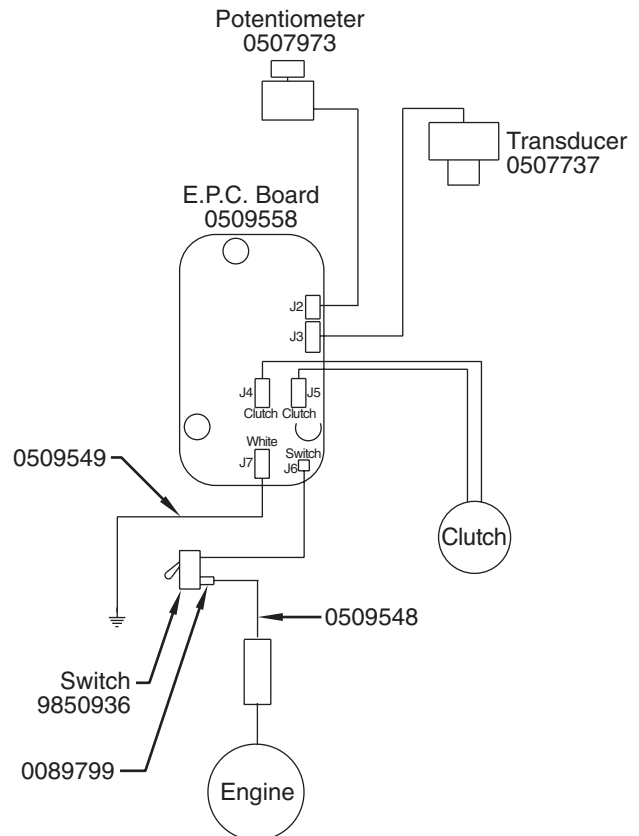 Potentiometer
0507973
Transducer
0507737
E.P.C. Board
0509558
J2
J3
J4
J5
Clutch
Clutch
White
Switch
J7
J6
0509549
Clutch
0509548
Switch
9850936
0089799
Engine